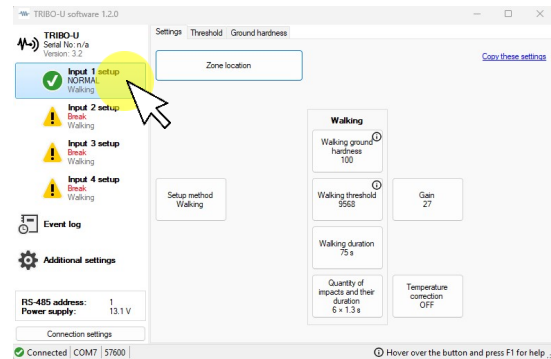 TRIBO-U software 1.2.0
TRIBO-U
Serial No: n/a
Version: 3.2
Input 1 setup
NORMAL
Walking
Input 2 setup
Break
Walking
Input 3 setup
Break
Walking
Input 4 setup
Break
Walking
Event log
Additional settings
RS-485 address: 1
Power supply: 13.1 V
Connection settings
Settings Threshold Ground hardness
Zone location
Copy these settings
Walking
Walking ground
hardness
100
Setup method
Walking
Walking threshold
9568
Gain
27
Walking duration
75 s
Quantity of
impacts and their
duration
6 × 1.3 s
Temperature
correction
OFF
Connected COM7 57600
Hover over the button and press F1 for help